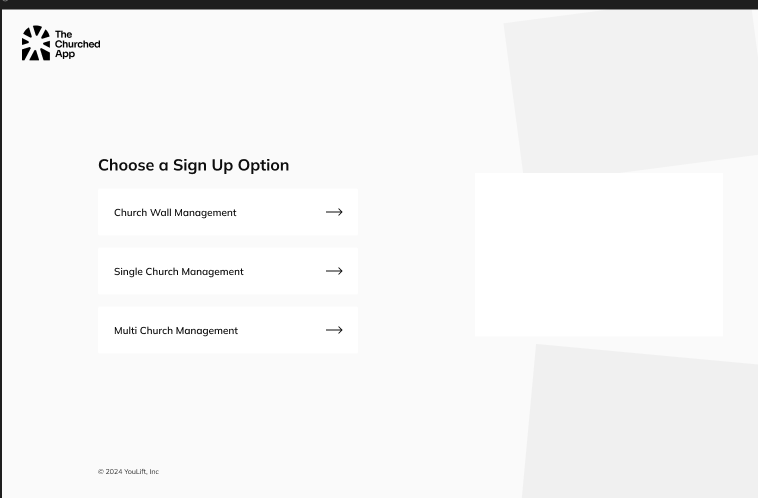 The
Churched
App
Choose a Sign Up Option
Church Wall Management
Single Church Management
Multi Church Management
© 2024 YouLift, Inc